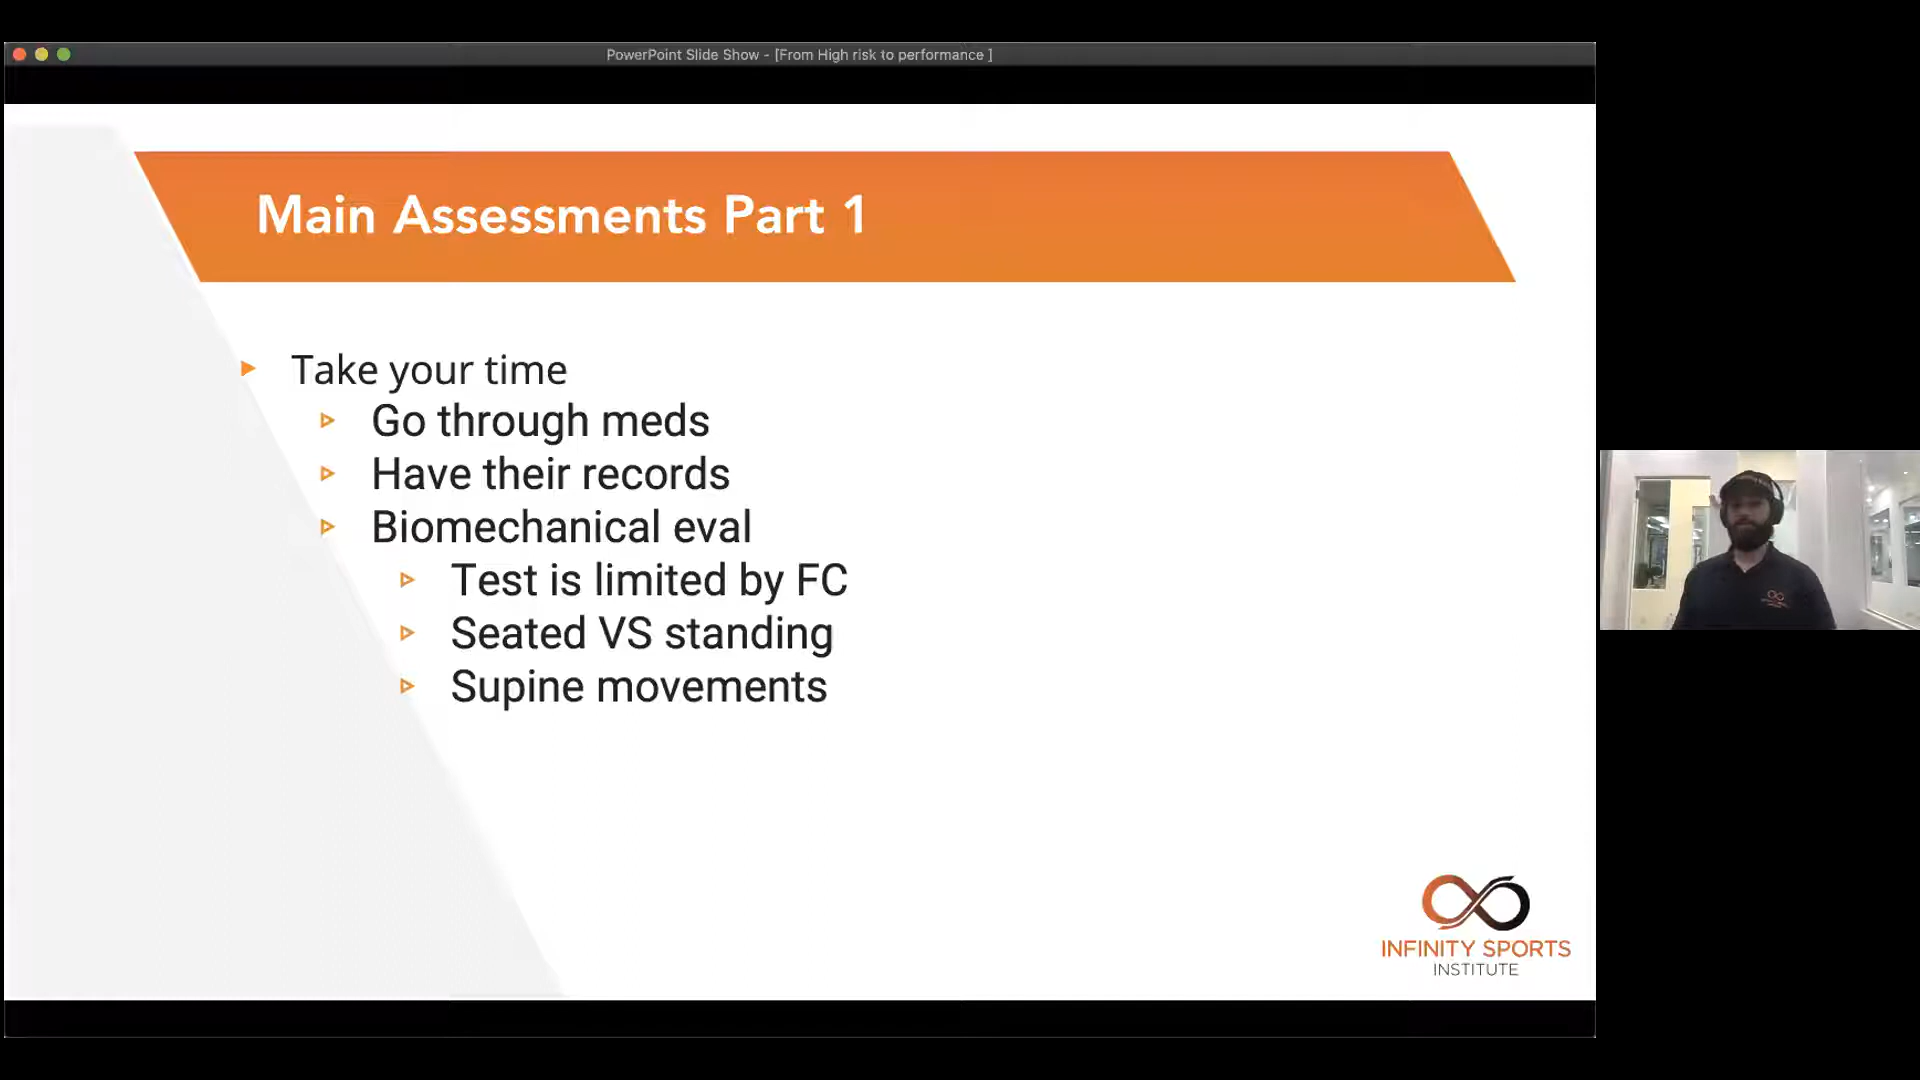 PowerPoint Slide Show - [From High risk to performance ]
Main Assessments Part 1
Take your time
Go through meds
Have their records
Biomechanical eval
Test is limited by FC
Seated VS standing
Supine movements
INFINITY SPORTS
INSTITUTE